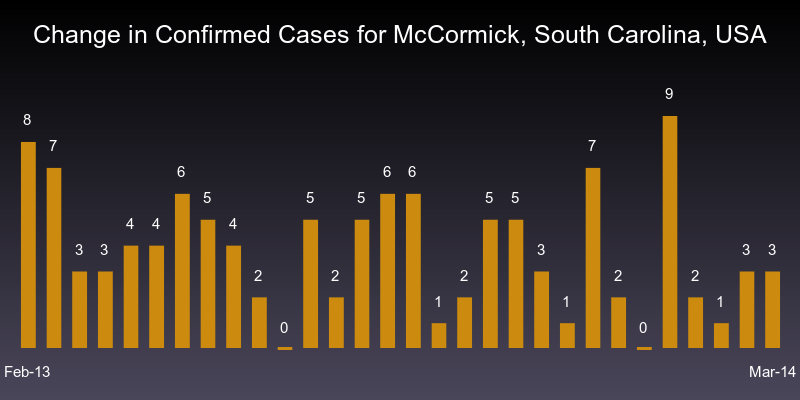 Change in Confirmed Cases for McCormick, South Carolina, USA
8 7 3 3 4 4 6 5 4 2 0 5 2 5 6 6 1 2 5 5 3 1 7 2 0 9 2 1 3 3
Feb-13 Mar-14